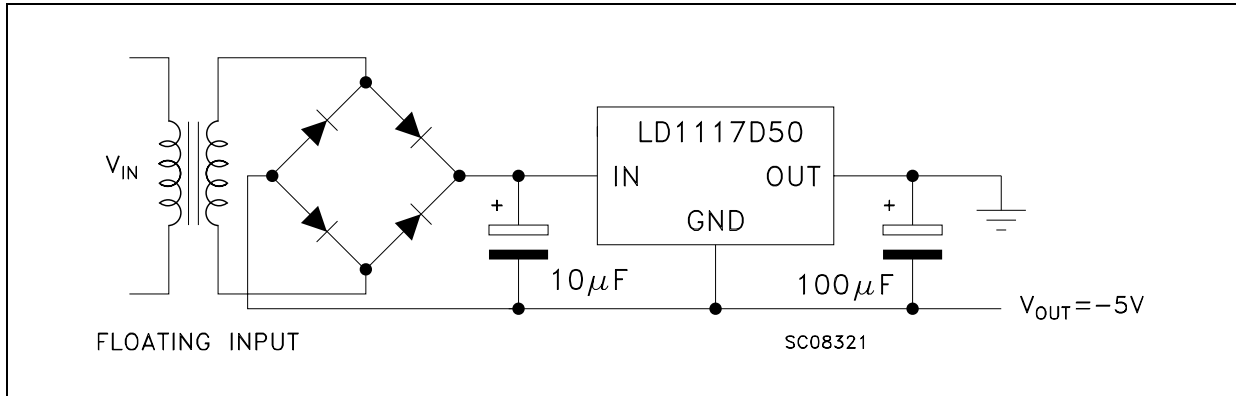 LD1117D50
V_IN
IN OUT
+ +
GND
10μF
100μF
V_OUT=-5V
FLOATING INPUT
SC08321